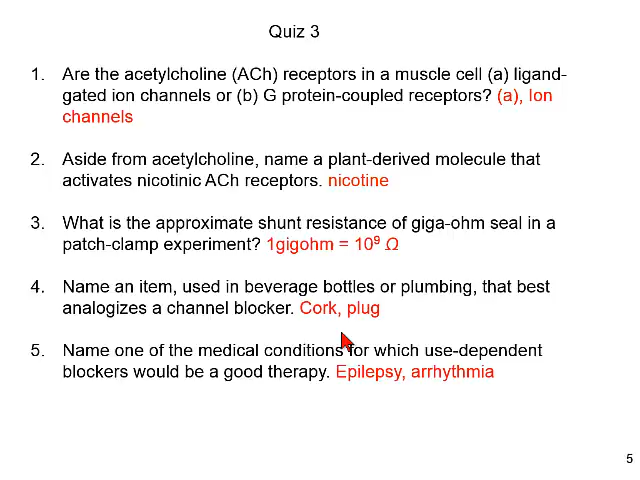 Quiz 3
1. Are the acetylcholine (ACh) receptors in a muscle cell (a) ligand-
gated ion channels or (b) G protein-coupled receptors? (a), Ion
channels
2. Aside from acetylcholine, name a plant-derived molecule that
activates nicotinic ACh receptors. nicotine
3. What is the approximate shunt resistance of giga-ohm seal in a
patch-clamp experiment? 1gigohm = 10⁹ Ω
4. Name an item, used in beverage bottles or plumbing, that best
analogizes a channel blocker. Cork, plug
5. Name one of the medical conditions for which use-dependent
blockers would be a good therapy. Epilepsy, arrhythmia
5